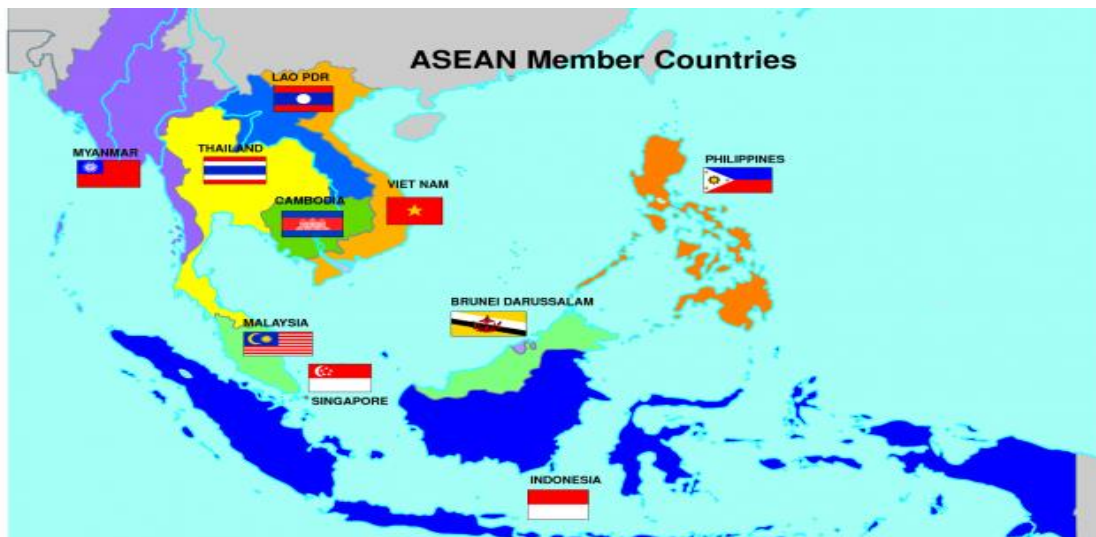 ASEAN Member Countries
LAO PDR
MYANMAR
THAILAND
PHILIPPINES
VIET NAM
CAMBODIA
BRUNEI DARUSSALAM
MALAYSIA
SINGAPORE
INDONESIA